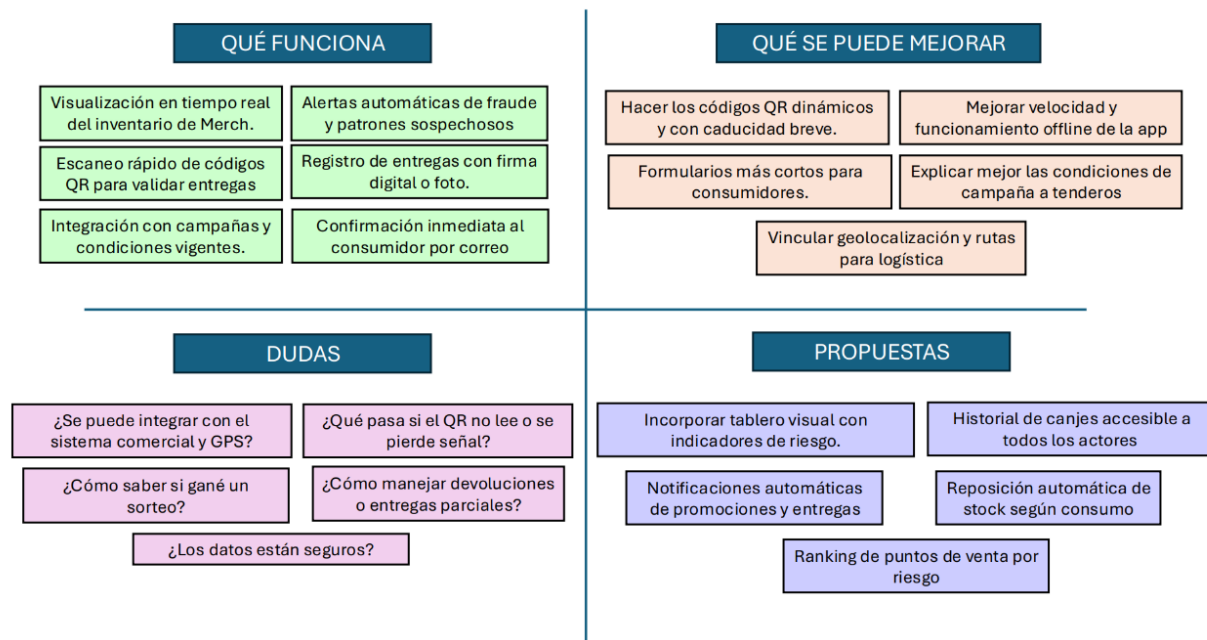 QUÉ FUNCIONA
Visualización en tiempo real
del inventario de Merch.
Alertas automáticas de fraude
y patrones sospechosos
Escaneo rápido de códigos
QR para validar entregas
Registro de entregas con firma
digital o foto.
Integración con campañas y
condiciones vigentes.
Confirmación inmediata al
consumidor por correo
QUÉ SE PUEDE MEJORAR
Hacer los códigos QR dinámicos
y con caducidad breve.
Mejorar velocidad y
funcionamiento offline de la app
Formularios más cortos para
consumidores.
Explicar mejor las condiciones de
campaña a tenderos
Vincular geolocalización y rutas
para logística
DUDAS
¿Se puede integrar con el
sistema comercial y GPS?
¿Qué pasa si el QR no lee o se
pierde señal?
¿Cómo saber si gané un
sorteo?
¿Cómo manejar devoluciones
o entregas parciales?
¿Los datos están seguros?
PROPUESTAS
Incorporar tablero visual con
indicadores de riesgo.
Historial de canjes accesible a
todos los actores
Notificaciones automáticas
de promociones y entregas
Reposición automática de
stock según consumo
Ranking de puntos de venta por
riesgo